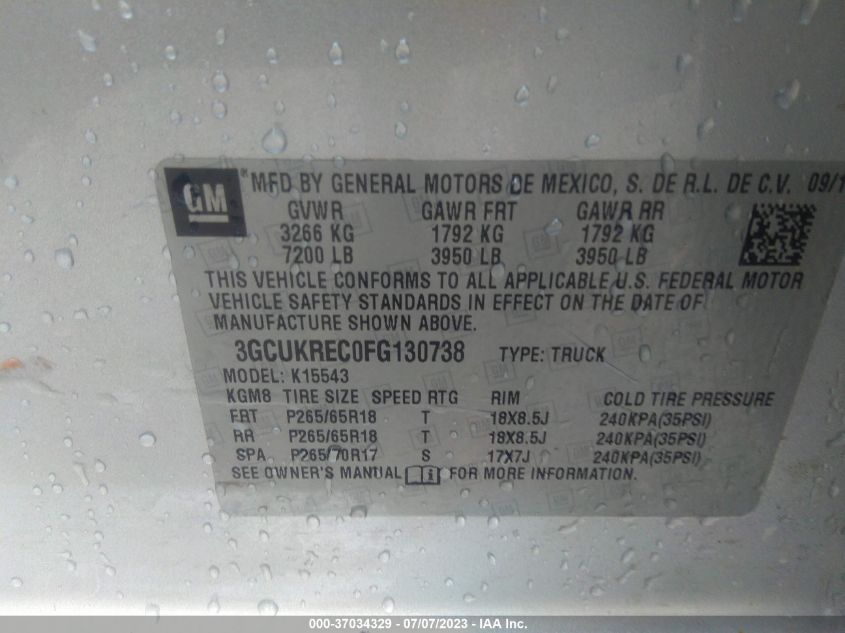 GM ® MFD BY GENERAL MOTORS DE MEXICO, S. DE R.L. DE C.V. 09/1
GVWR GAWR FRT GAWR RR
3266 KG 1792 KG 1792 KG
7200 LB 3950 LB 3950 LB
THIS VEHICLE CONFORMS TO ALL APPLICABLE U.S. FEDERAL MOTOR
VEHICLE SAFETY STANDARDS IN EFFECT ON THE DATE OF
MANUFACTURE SHOWN ABOVE.
3GCUKREC0FG130738 TYPE: TRUCK
MODEL: K15543
KGM8 TIRE SIZE SPEED RTG RIM COLD TIRE PRESSURE
FRT P265/65R18 T 18X8.5J 240KPA(35PSI)
RR P265/65R18 T 18X8.5J 240KPA(35PSI)
SPA P265/70R17 S 17X7J 240KPA(35PSI)
SEE OWNER'S MANUAL i FOR MORE INFORMATION.
000-37034329 - 07/07/2023 - IAA Inc.